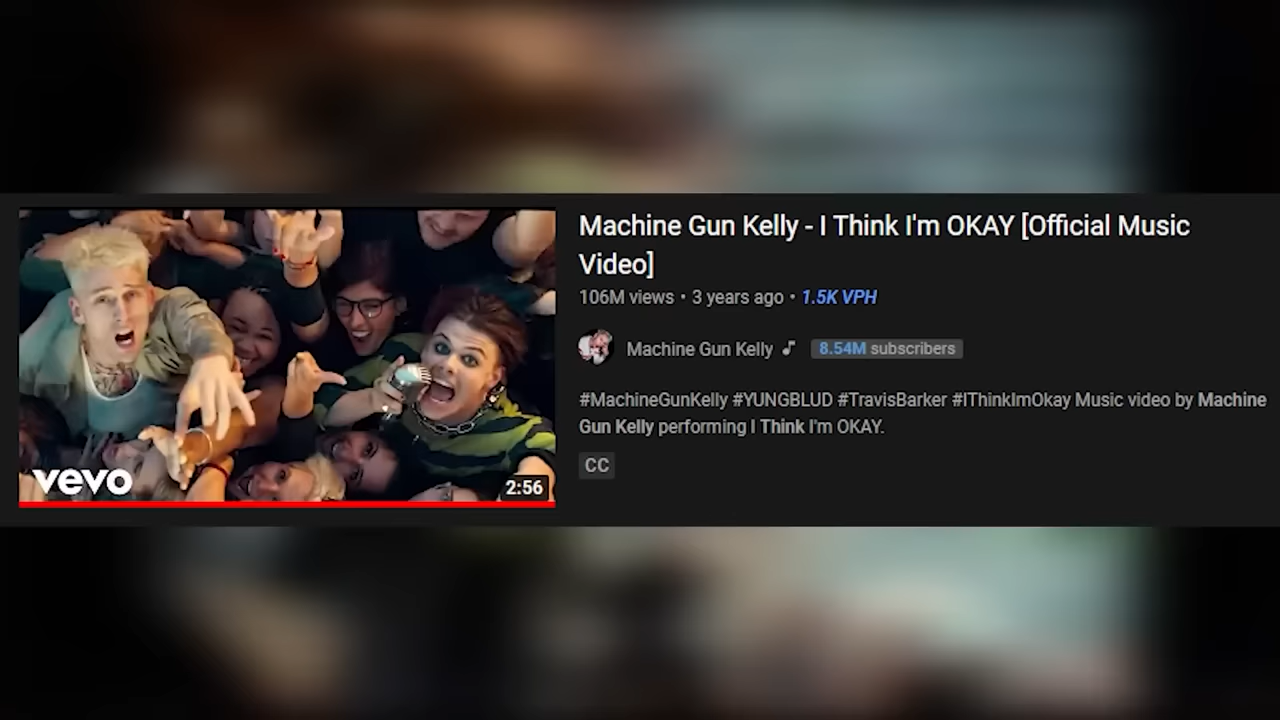 Machine Gun Kelly - I Think I'm OKAY [Official Music
Video]
106M views • 3 years ago • 1.5K VPH
Machine Gun Kelly ♪ 8.54M subscribers
#MachineGunKelly #YUNGBLUD #TravisBarker #IThinkImOkay Music video by Machine
Gun Kelly performing I Think I'm OKAY.
CC
vevo
2:56